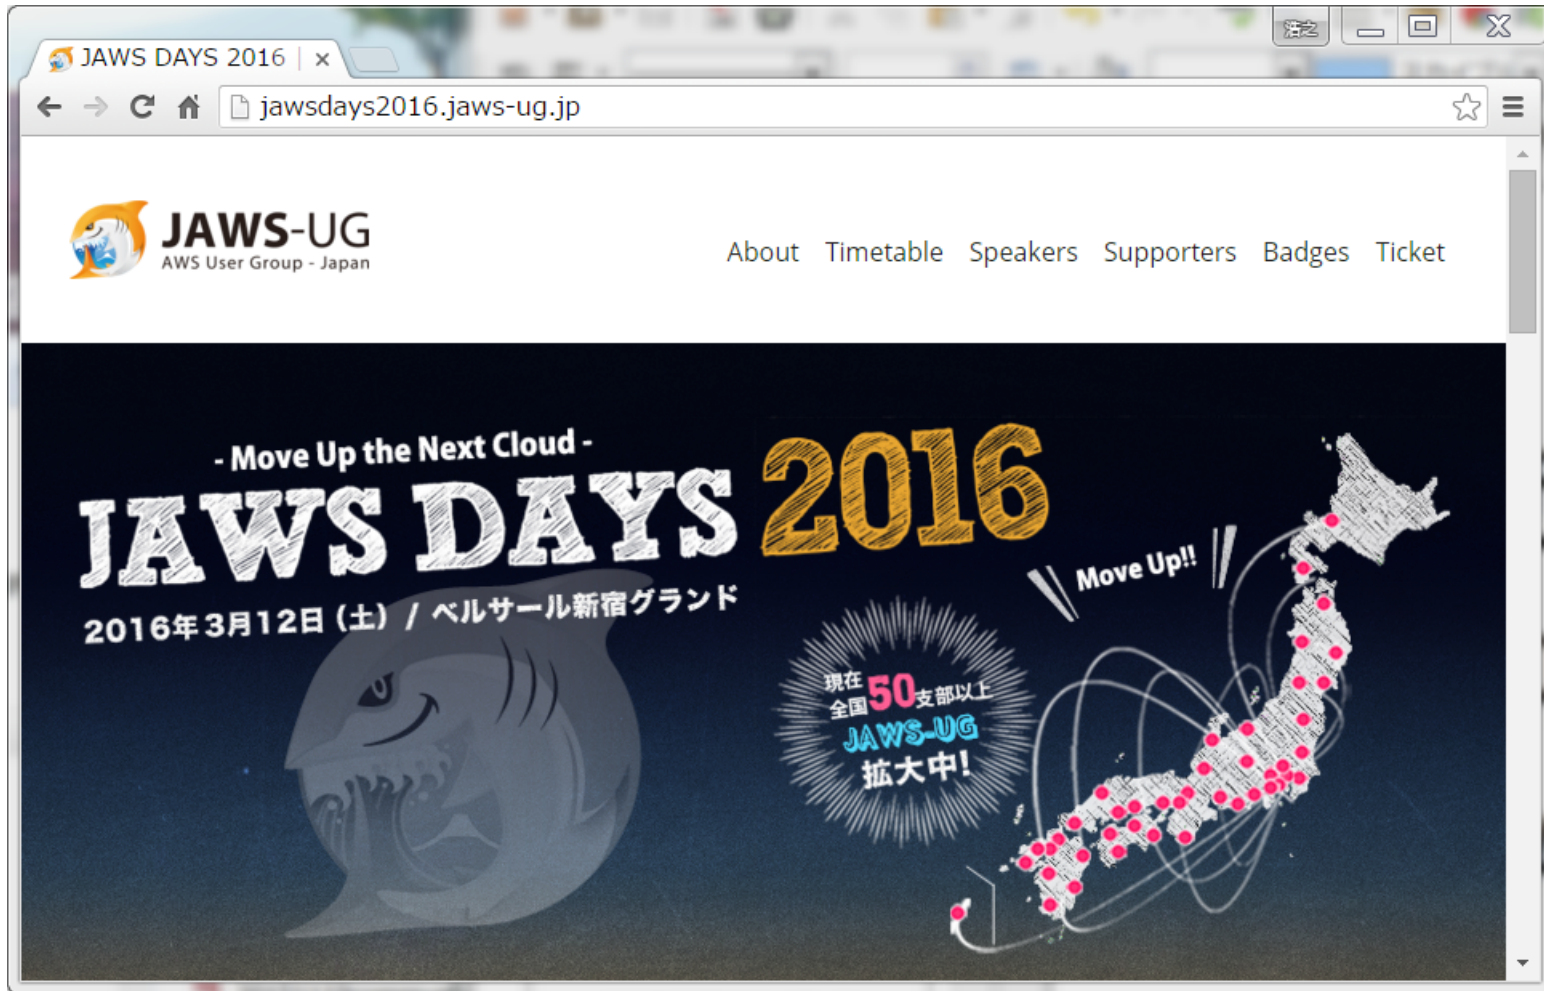 浩之
JAWS DAYS 2016
jawsdays2016.jaws-ug.jp
JAWS-UG
AWS User Group - Japan
About Timetable Speakers Supporters Badges Ticket
- Move Up the Next Cloud -
JAWS DAYS 2016
2016年3月12日（土）/ ベルサール新宿グランド
Move Up!!
現在
全国50支部以上
JAWS-UG
拡大中!